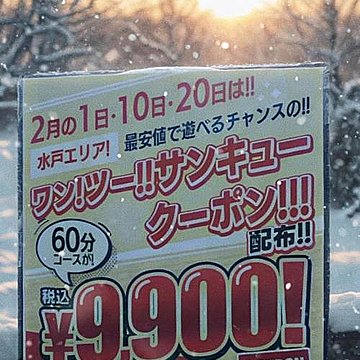 2月の1日・10日・20日は!!
水戸エリア!
最安値で遊べるチャンスの!!
ワン!ツー!!サンキュー
クーポン!!!
配布!!
60分
コースが!
税込
¥9,900!